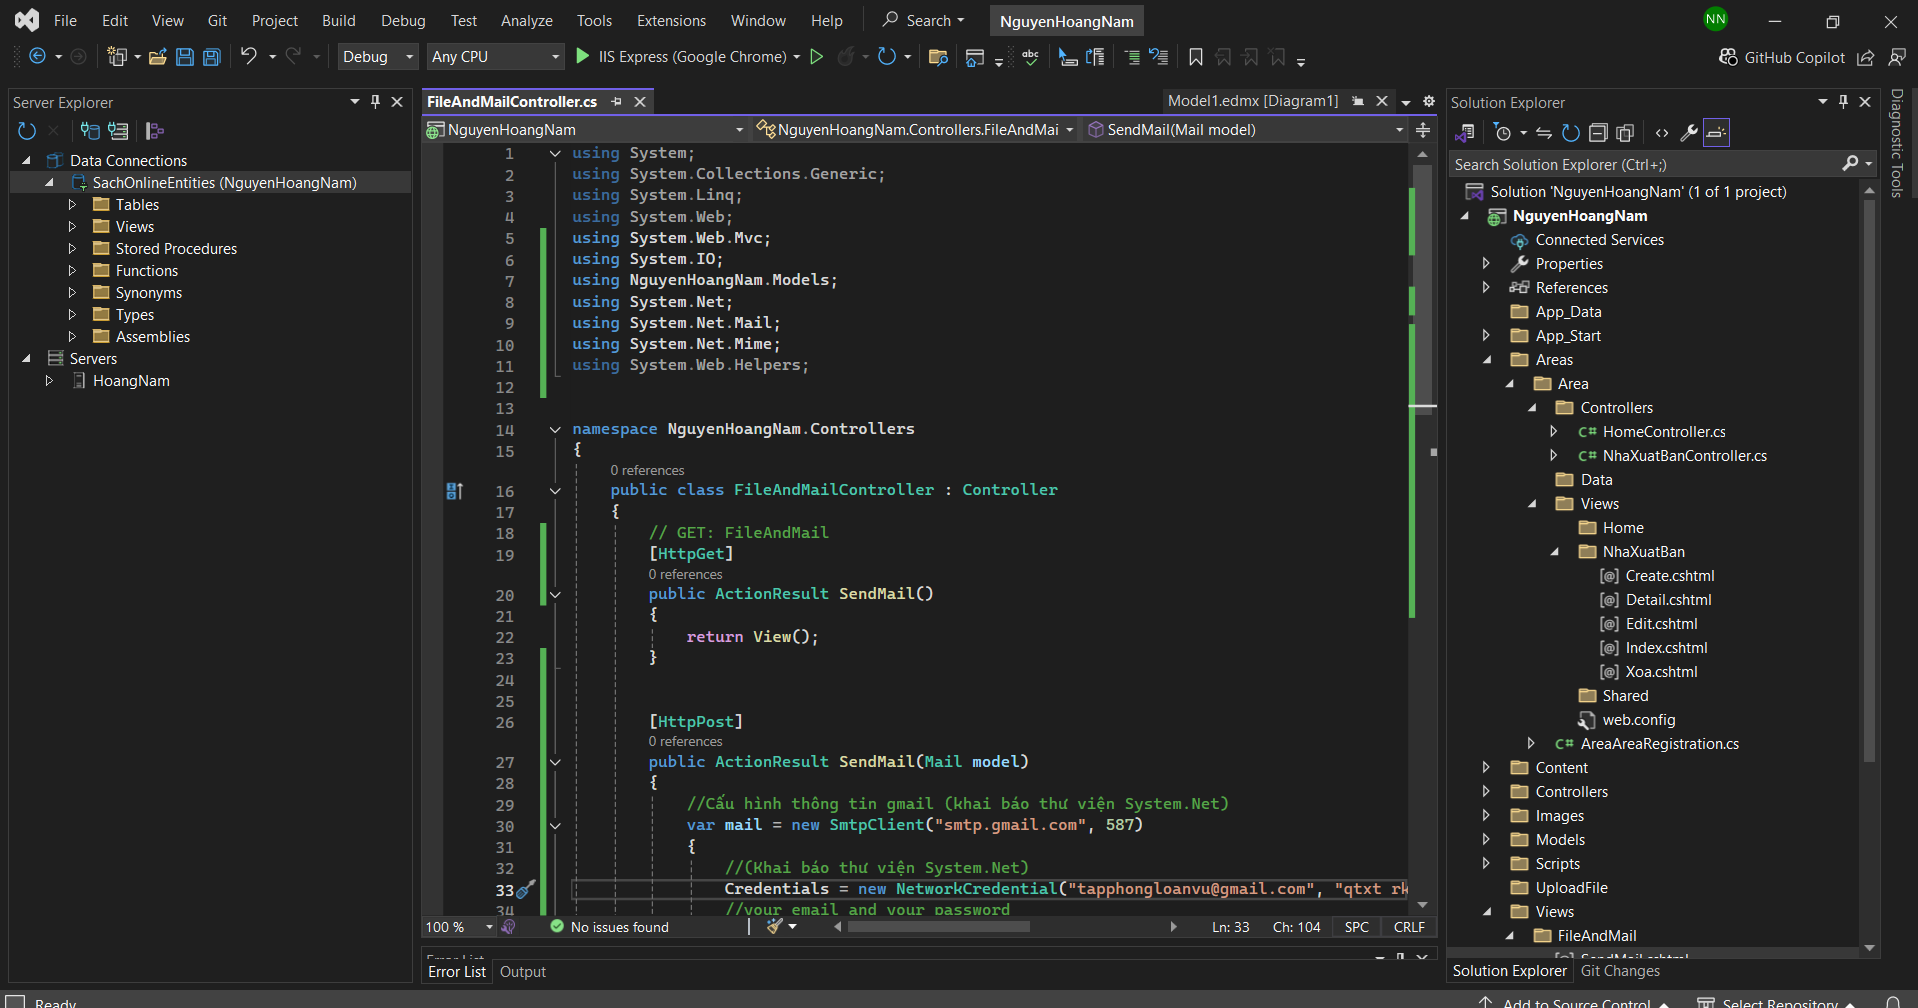 File Edit View Git Project Build Debug Test Analyze Tools Extensions Window Help Search NguyenHoangNam NN
Debug Any CPU IIS Express (Google Chrome) GitHub Copilot
Server Explorer
Data Connections
SachOnlineEntities (NguyenHoangNam)
Tables
Views
Stored Procedures
Functions
Synonyms
Types
Assemblies
Servers
HoangNam
FileAndMailController.cs Model1.edmx [Diagram1]
NguyenHoangNam NguyenHoangNam.Controllers.FileAndMai SendMail(Mail model)
1 using System;
2 using System.Collections.Generic;
3 using System.Linq;
4 using System.Web;
5 using System.Web.Mvc;
6 using System.IO;
7 using NguyenHoangNam.Models;
8 using System.Net;
9 using System.Net.Mail;
10 using System.Net.Mime;
11 using System.Web.Helpers;
12
13
14 namespace NguyenHoangNam.Controllers
15 {
0 references
16 public class FileAndMailController : Controller
17 {
18 // GET: FileAndMail
19 [HttpGet]
0 references
20 public ActionResult SendMail()
21 {
22 return View();
23 }
24
25
26 [HttpPost]
0 references
27 public ActionResult SendMail(Mail model)
28 {
29 //Cấu hình thông tin gmail (khai báo thư viện System.Net)
30 var mail = new SmtpClient("smtp.gmail.com", 587)
31 {
32 //(Khai báo thư viện System.Net)
33 Credentials = new NetworkCredential("tapphongloanvu@gmail.com", "qtxt rk
34 //your email and your password
100 % No issues found Ln: 33 Ch: 104 SPC CRLF
Error List
Error List Output
Solution Explorer
Search Solution Explorer (Ctrl+;)
Solution 'NguyenHoangNam' (1 of 1 project)
NguyenHoangNam
Connected Services
Properties
References
App_Data
App_Start
Areas
Area
Controllers
C# HomeController.cs
C# NhaXuatBanController.cs
Data
Views
Home
NhaXuatBan
[@] Create.cshtml
[@] Detail.cshtml
[@] Edit.cshtml
[@] Index.cshtml
[@] Xoa.cshtml
Shared
web.config
C# AreaAreaRegistration.cs
Content
Controllers
Images
Models
Scripts
UploadFile
Views
FileAndMail
SendMail.cshtml
Solution Explorer Git Changes
Diagnostic Tools
Ready Add to Source Control Select Repository